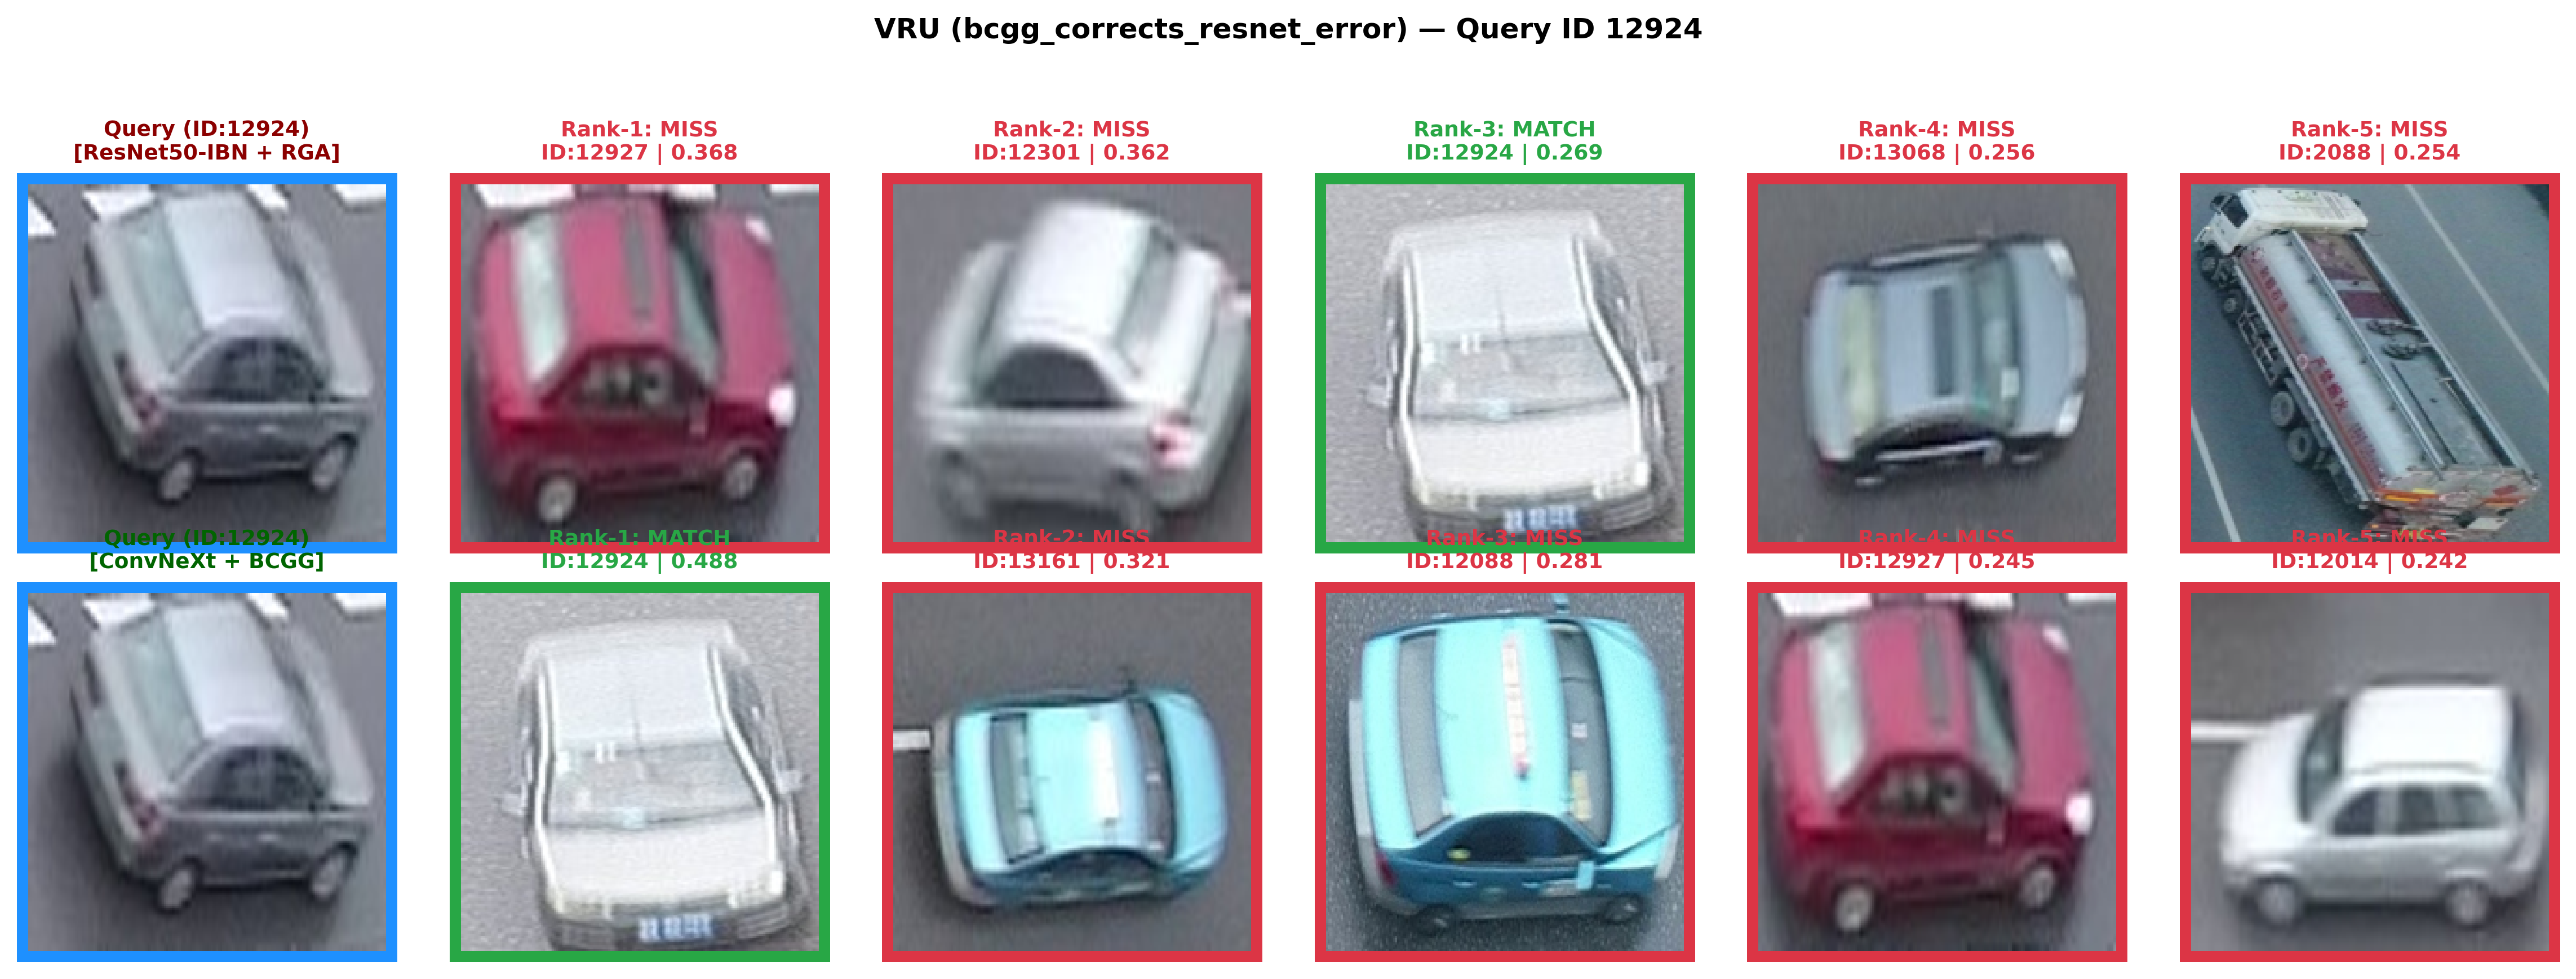 VRU (bcgg_corrects_resnet_error) — Query ID 12924
Query (ID:12924)
[ResNet50-IBN + RGA]
Rank-1: MISS
ID:12927 | 0.368
Rank-2: MISS
ID:12301 | 0.362
Rank-3: MATCH
ID:12924 | 0.269
Rank-4: MISS
ID:13068 | 0.256
Rank-5: MISS
ID:2088 | 0.254
Query (ID:12924)
[ConvNeXt + BCGG]
Rank-1: MATCH
ID:12924 | 0.488
Rank-2: MISS
ID:13161 | 0.321
Rank-3: MISS
ID:12088 | 0.281
Rank-4: MISS
ID:12927 | 0.245
Rank-5: MISS
ID:12014 | 0.242